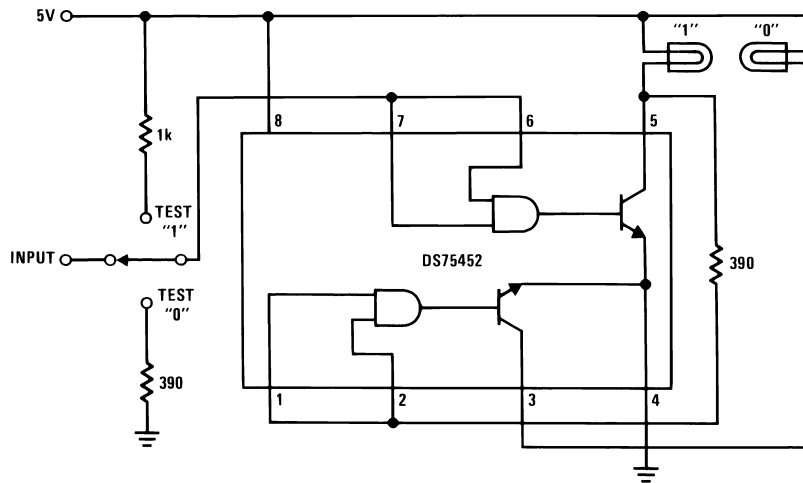 5V
"1" "0"
8 7 6 5
1k
TEST
"1"
INPUT
DS75452
390
TEST
"0"
390
1 2 3 4